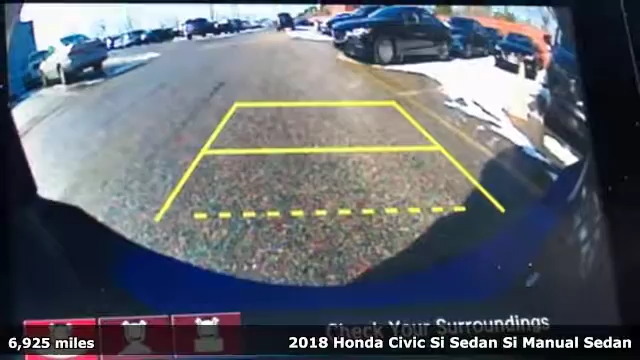 Check Your Surroundings
6,925 miles
2018 Honda Civic Si Sedan Si Manual Sedan